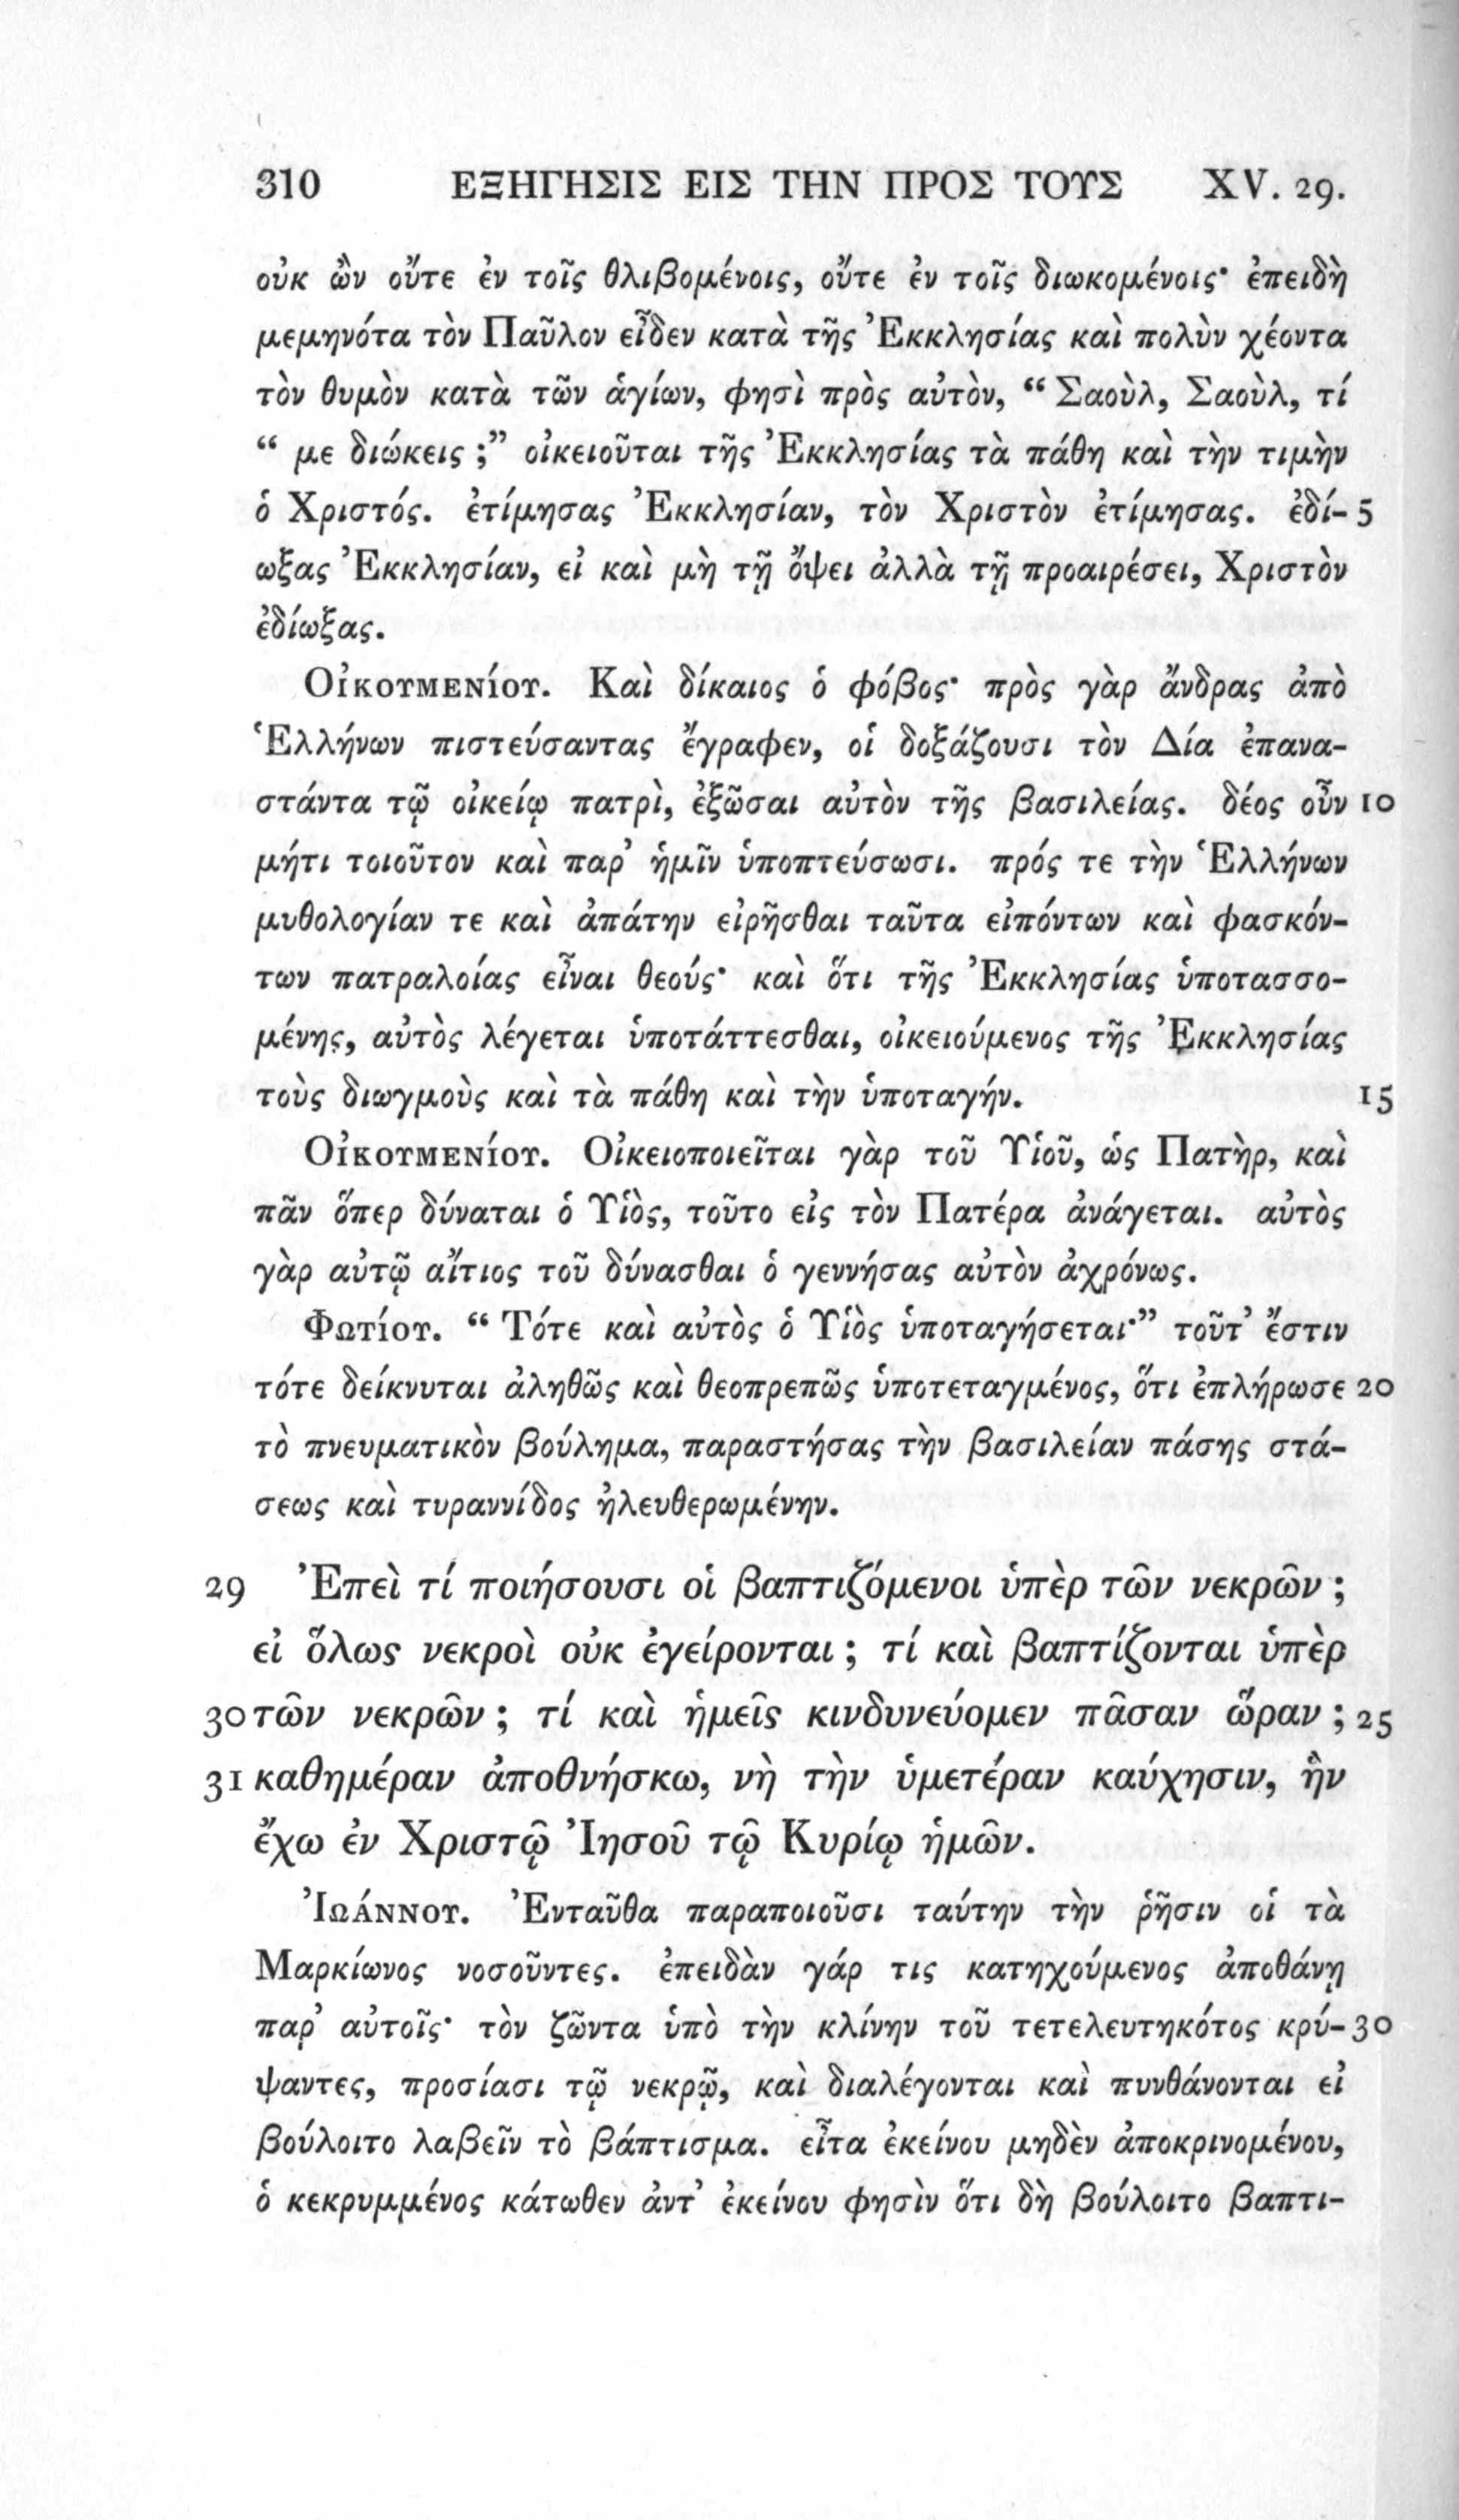 310 ΕΞΗΓΗΣΙΣ ΕΙΣ ΤΗΝ ΠΡΟΣ ΤΟΥΣ XV. 29.
οὐκ ὢν οὔτε ἐν τοῖς θλιβομένοις, οὔτε ἐν τοῖς διωκομένοις· ἐπειδὴ
μεμηνότα τὸν Παῦλον εἶδεν κατὰ τῆς Ἐκκλησίας καὶ πολὺν χέοντα
τὸν θυμὸν κατὰ τῶν ἁγίων, φησὶ πρὸς αὐτὸν, “ Σαοὺλ, Σαοὺλ, τί
“ με διώκεις ;” οἰκειοῦται τῆς Ἐκκλησίας τὰ πάθη καὶ τὴν τιμὴν
ὁ Χριστός. ἐτίμησας Ἐκκλησίαν, τὸν Χριστὸν ἐτίμησας. ἐδί- 5
ωξας Ἐκκλησίαν, εἰ καὶ μὴ τῇ ὄψει ἀλλὰ τῇ προαιρέσει, Χριστὸν
ἐδίωξας.
Οἰκουμενίου. Καὶ δίκαιος ὁ φόβος· πρὸς γὰρ ἄνδρας ἀπὸ
Ἑλλήνων πιστεύσαντας ἔγραφεν, οἱ δοξάζουσι τὸν Δία ἐπανα-
στάντα τῷ οἰκείῳ πατρὶ, ἐξῶσαι αὐτὸν τῆς βασιλείας. δέος οὖν 10
μήτι τοιοῦτον καὶ παρ’ ἡμῖν ὑποπτεύσωσι. πρός τε τὴν Ἑλλήνων
μυθολογίαν τε καὶ ἀπάτην εἰρῆσθαι ταῦτα εἰπόντων καὶ φασκόν-
των πατραλοίας εἶναι θεούς· καὶ ὅτι τῆς Ἐκκλησίας ὑποτασσο-
μένης, αὐτὸς λέγεται ὑποτάττεσθαι, οἰκειούμενος τῆς Ἐκκλησίας
τοὺς διωγμοὺς καὶ τὰ πάθη καὶ τὴν ὑποταγήν. 15
Οἰκουμενίου. Οἰκειοποιεῖται γὰρ τοῦ Υἱοῦ, ὡς Πατὴρ, καὶ
πᾶν ὅπερ δύναται ὁ Υἱὸς, τοῦτο εἰς τὸν Πατέρα ἀνάγεται. αὐτὸς
γὰρ αὐτῷ αἴτιος τοῦ δύνασθαι ὁ γεννήσας αὐτὸν ἀχρόνως.
Φωτίου. “ Τότε καὶ αὐτὸς ὁ Υἱὸς ὑποταγήσεται·” τοῦτ’ ἔστιν
τότε δείκνυται ἀληθῶς καὶ θεοπρεπῶς ὑποτεταγμένος, ὅτι ἐπλήρωσε 20
τὸ πνευματικὸν βούλημα, παραστήσας τὴν βασιλείαν πάσης στά-
σεως καὶ τυραννίδος ἠλευθερωμένην.
29 Ἐπεὶ τί ποιήσουσι οἱ βαπτιζόμενοι ὑπὲρ τῶν νεκρῶν ;
εἰ ὅλως νεκροὶ οὐκ ἐγείρονται ; τί καὶ βαπτίζονται ὑπὲρ
30 τῶν νεκρῶν ; τί καὶ ἡμεῖς κινδυνεύομεν πᾶσαν ὥραν ; 25
31 καθημέραν ἀποθνήσκω, νὴ τὴν ὑμετέραν καύχησιν, ἣν
ἔχω ἐν Χριστῷ Ἰησοῦ τῷ Κυρίῳ ἡμῶν.
Ἰωάννου. Ἐνταῦθα παραποιοῦσι ταύτην τὴν ῥῆσιν οἱ τὰ
Μαρκίωνος νοσοῦντες. ἐπειδὰν γάρ τις κατηχούμενος ἀποθάνῃ
παρ’ αὐτοῖς· τὸν ζῶντα ὑπὸ τὴν κλίνην τοῦ τετελευτηκότος κρύ- 30
ψαντες, προσίασι τῷ νεκρῷ, καὶ διαλέγονται καὶ πυνθάνονται εἰ
βούλοιτο λαβεῖν τὸ βάπτισμα. εἶτα ἐκείνου μηδὲν ἀποκρινομένου,
ὁ κεκρυμμένος κάτωθεν ἀντ’ ἐκείνου φησὶν ὅτι δὴ βούλοιτο βαπτι-